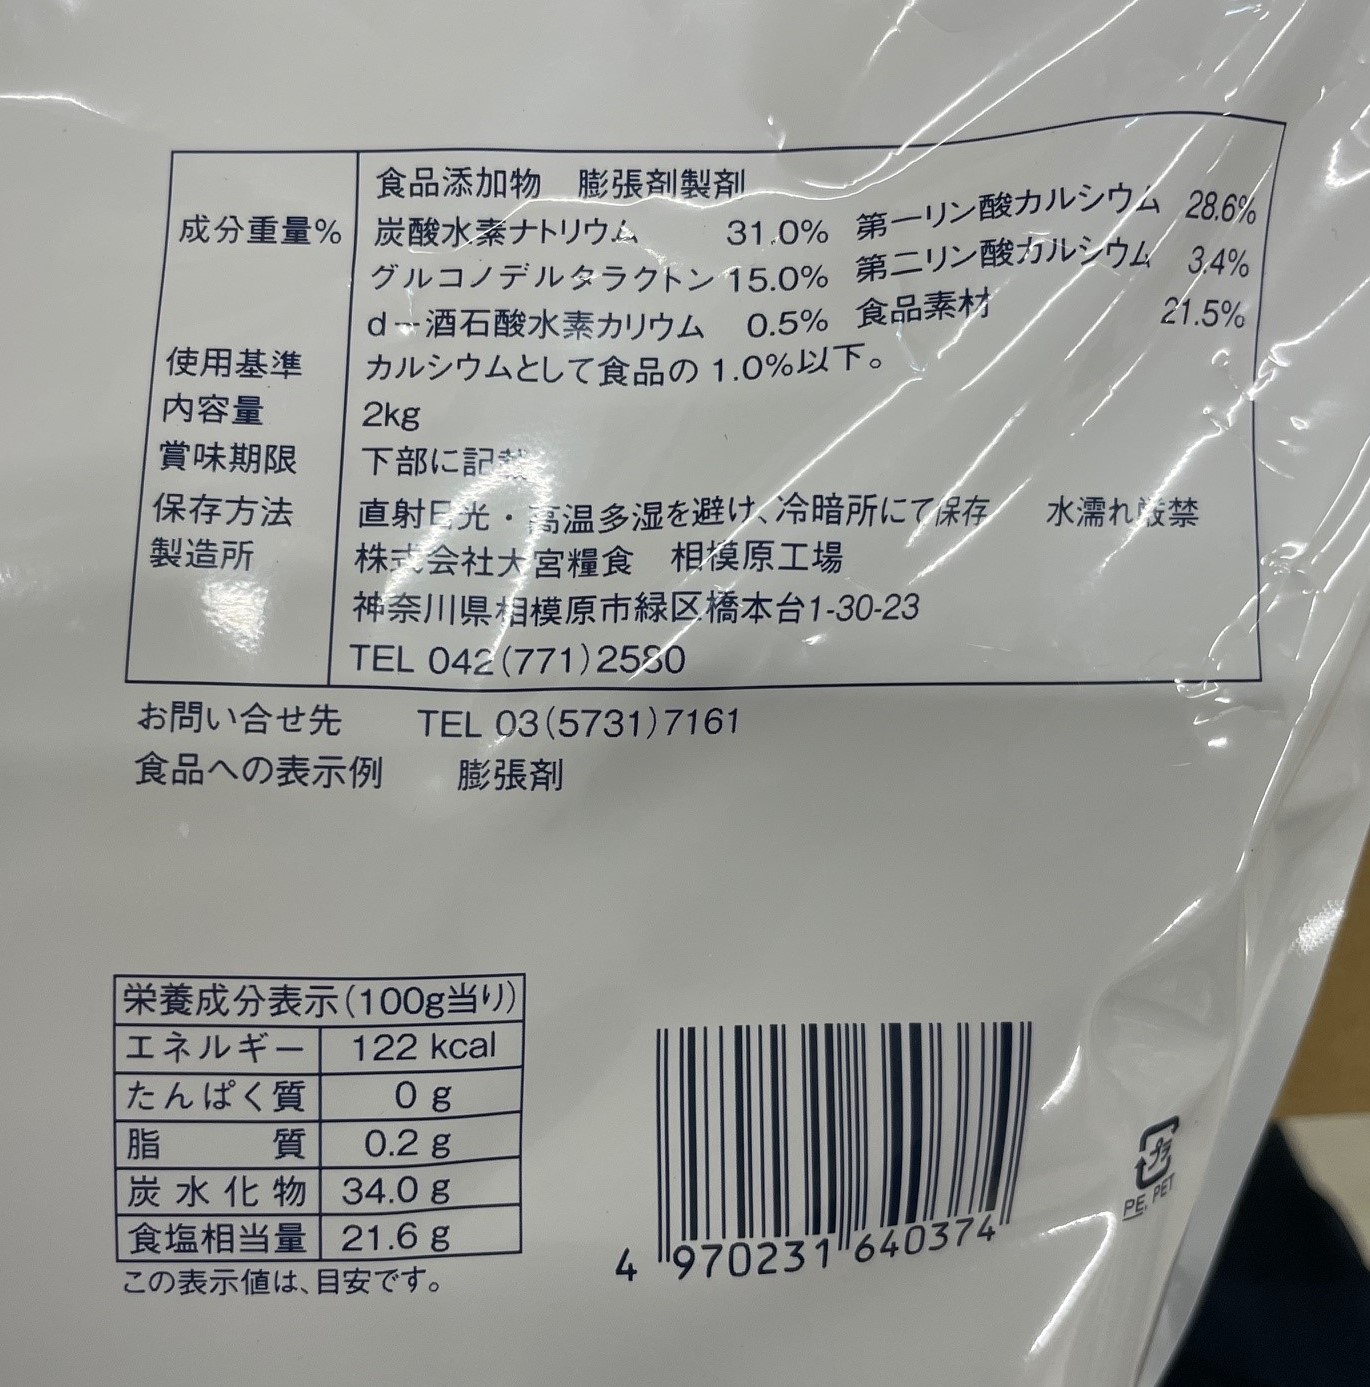 食品添加物　膨張剤製剤
成分重量%　炭酸水素ナトリウム　31.0%　第一リン酸カルシウム　28.6%
グルコノデルタラクトン 15.0%　第二リン酸カルシウム　3.4%
d－酒石酸水素カリウム　0.5%　食品素材　21.5%
使用基準　カルシウムとして食品の 1.0%以下。
内容量　2kg
賞味期限　下部に記載
保存方法　直射日光・高温多湿を避け、冷暗所にて保存　水濡れ厳禁
製造所　株式会社大宮糧食　相模原工場
神奈川県相模原市緑区橋本台1-30-23
TEL 042(771)2580
お問い合せ先　TEL 03(5731)7161
食品への表示例　膨張剤
栄養成分表示(100g当り)
エネルギー　122 kcal
たんぱく質　0 g
脂質　0.2 g
炭水化物　34.0 g
食塩相当量　21.6 g
この表示値は、目安です。
4 970231 640374
プラ
PE, PET